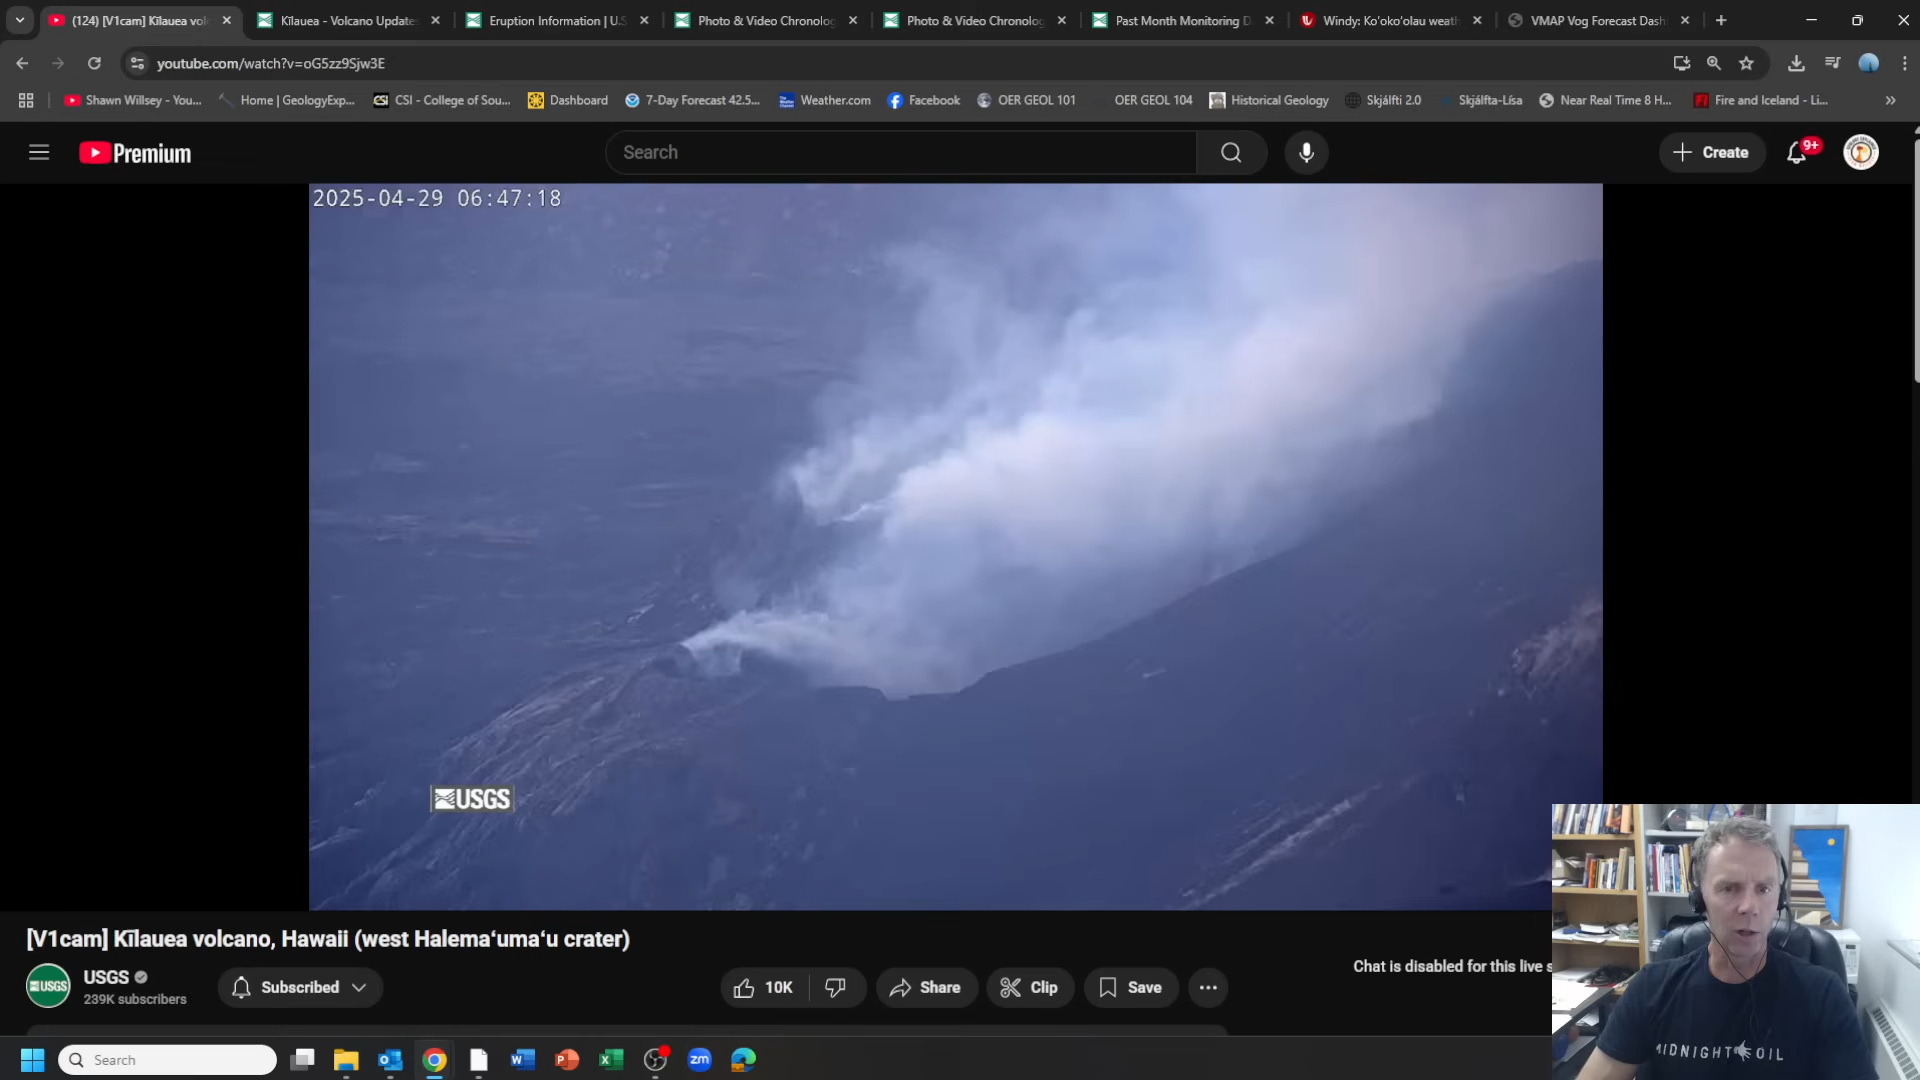 (124) [V1cam] Kīlauea vol
Kīlauea - Volcano Updates
Eruption Information | U.S
Photo & Video Chronolog
Photo & Video Chronolog
Past Month Monitoring D
Windy: Ko'oko'olau weath
VMAP Vog Forecast Dash
youtube.com/watch?v=oG5zz9Sjw3E
Shawn Willsey - You...
Home | GeologyExp...
CSI - College of Sou...
Dashboard
7-Day Forecast 42.5...
Weather.com
Facebook
OER GEOL 101
OER GEOL 104
Historical Geology
Skjálfti 2.0
Skjálfta-Lísa
Near Real Time 8 H...
Fire and Iceland - Li...
Premium
Search
Create
9+
2025-04-29 06:47:18
USGS
[V1cam] Kīlauea volcano, Hawaii (west Halemaʻumaʻu crater)
USGS
USGS
239K subscribers
Subscribed
10K
Share
Clip
Save
Chat is disabled for this live s
MIDNIGHT OIL
Search
zm